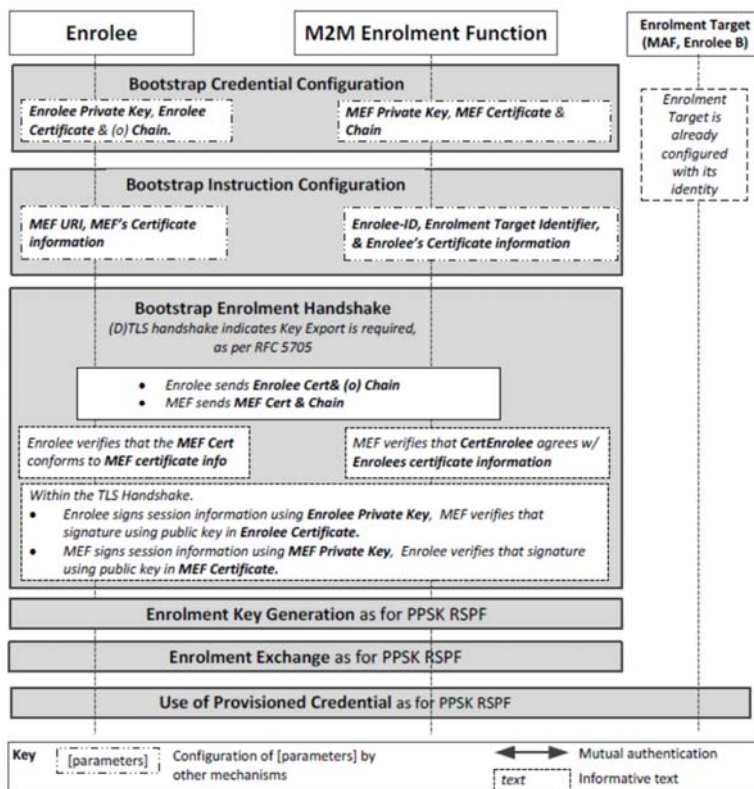 Enrolee
M2M Enrolment Function
Enrolment Target
(MAF, Enrolee B)
Bootstrap Credential Configuration
Enrolee Private Key, Enrolee
Certificate & (o) Chain.
MEF Private Key, MEF Certificate &
Chain
Enrolment
Target is
already
configured
with its
identity
Bootstrap Instruction Configuration
MEF URI, MEF's Certificate
information
Enrolee-ID, Enrolment Target Identifier,
& Enrolee's Certificate information
Bootstrap Enrolment Handshake
(D)TLS handshake indicates Key Export is required,
as per RFC 5705
• Enrolee sends Enrolee Cert& (o) Chain
• MEF sends MEF Cert & Chain
Enrolee verifies that the MEF Cert
conforms to MEF certificate info
MEF verifies that CertEnrolee agrees w/
Enrolees certificate information
Within the TLS Handshake.
• Enrolee signs session information using Enrolee Private Key, MEF verifies that
signature using public key in Enrolee Certificate.
• MEF signs session information using MEF Private Key, Enrolee verifies that signature
using public key in MEF Certificate.
Enrolment Key Generation as for PPSK RSPF
Enrolment Exchange as for PPSK RSPF
Use of Provisioned Credential as for PPSK RSPF
Key
[parameters]
Configuration of [parameters] by
other mechanisms
Mutual authentication
text
Informative text